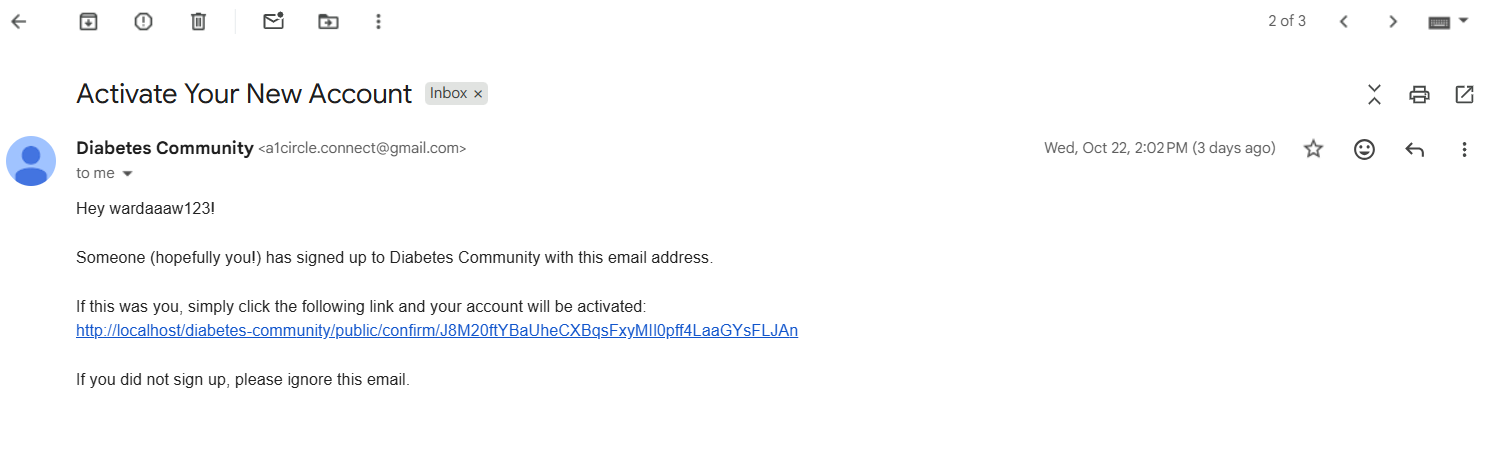 2 of 3
Activate Your New Account
Inbox ×
Diabetes Community <a1circle.connect@gmail.com>
Wed, Oct 22, 2:02 PM (3 days ago)
to me
Hey wardaaaw123!
Someone (hopefully you!) has signed up to Diabetes Community with this email address.
If this was you, simply click the following link and your account will be activated:
http://localhost/diabetes-community/public/confirm/J8M20ftYBaUheCXBqsFxyMIl0pff4LaaGYsFLJAn
If you did not sign up, please ignore this email.